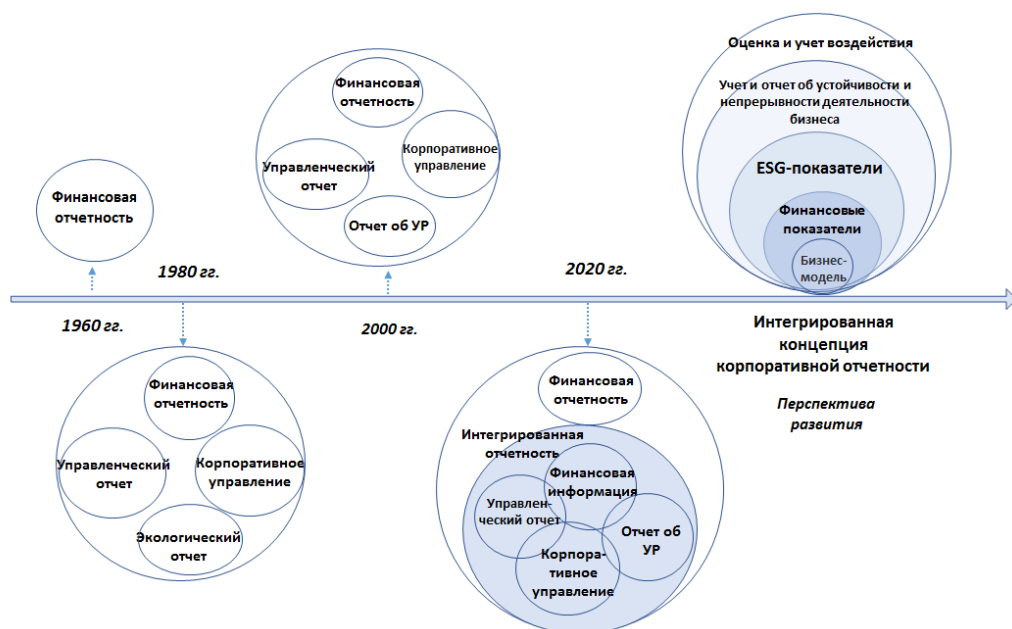 Финансовая
отчетность
1960 гг.
1980 гг.
Финансовая
отчетность
Управленческий
отчет
Корпоративное
управление
Экологический
отчет
Финансовая
отчетность
Управленческий
отчет
Корпоративное
управление
Отчет об УР
2000 гг.
2020 гг.
Финансовая
отчетность
Интегрированная
отчетность
Финансовая
информация
Управлен-
ческий отчет
Отчет об
УР
Корпора-
тивное
управление
Оценка и учет воздействия
Учет и отчет об устойчивости и
непрерывности деятельности
бизнеса
ESG-показатели
Финансовые
показатели
Бизнес-
модель
Интегрированная
концепция
корпоративной отчетности
Перспектива
развития